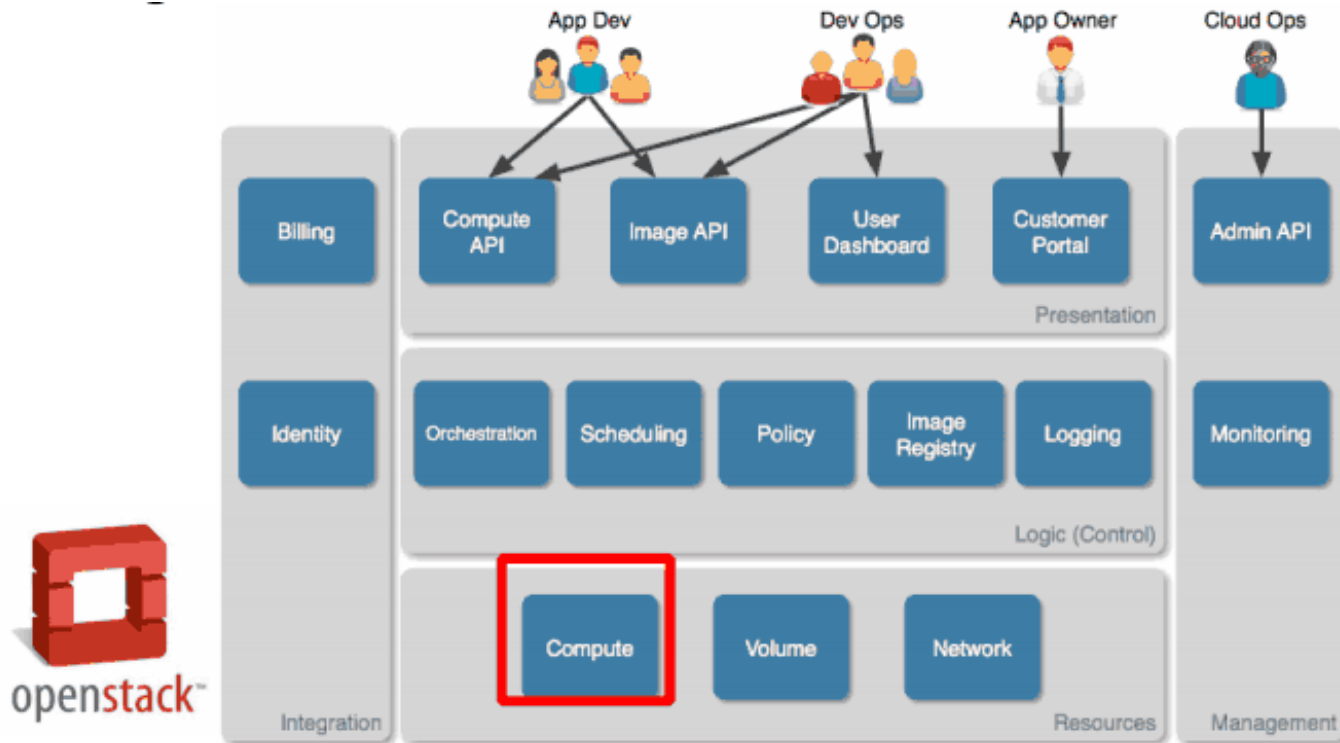 App Dev
Dev Ops
App Owner
Cloud Ops
Billing
Compute
API
Image API
User
Dashboard
Customer
Portal
Admin API
Presentation
Identity
Orchestration
Scheduling
Policy
Image
Registry
Logging
Monitoring
Logic (Control)
Compute
Volume
Network
openstack™
Integration
Resources
Management